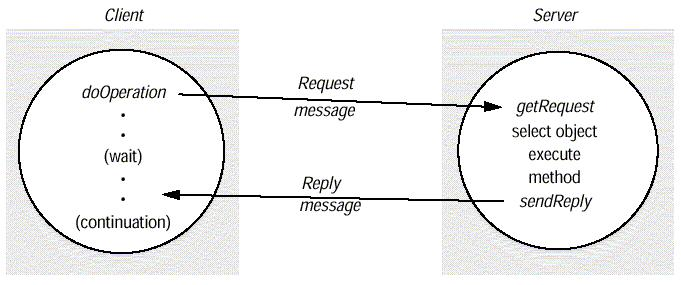 Client
Server
doOperation
(wait)
(continuation)
Request
message
Reply
message
getRequest
select object
execute
method
sendReply